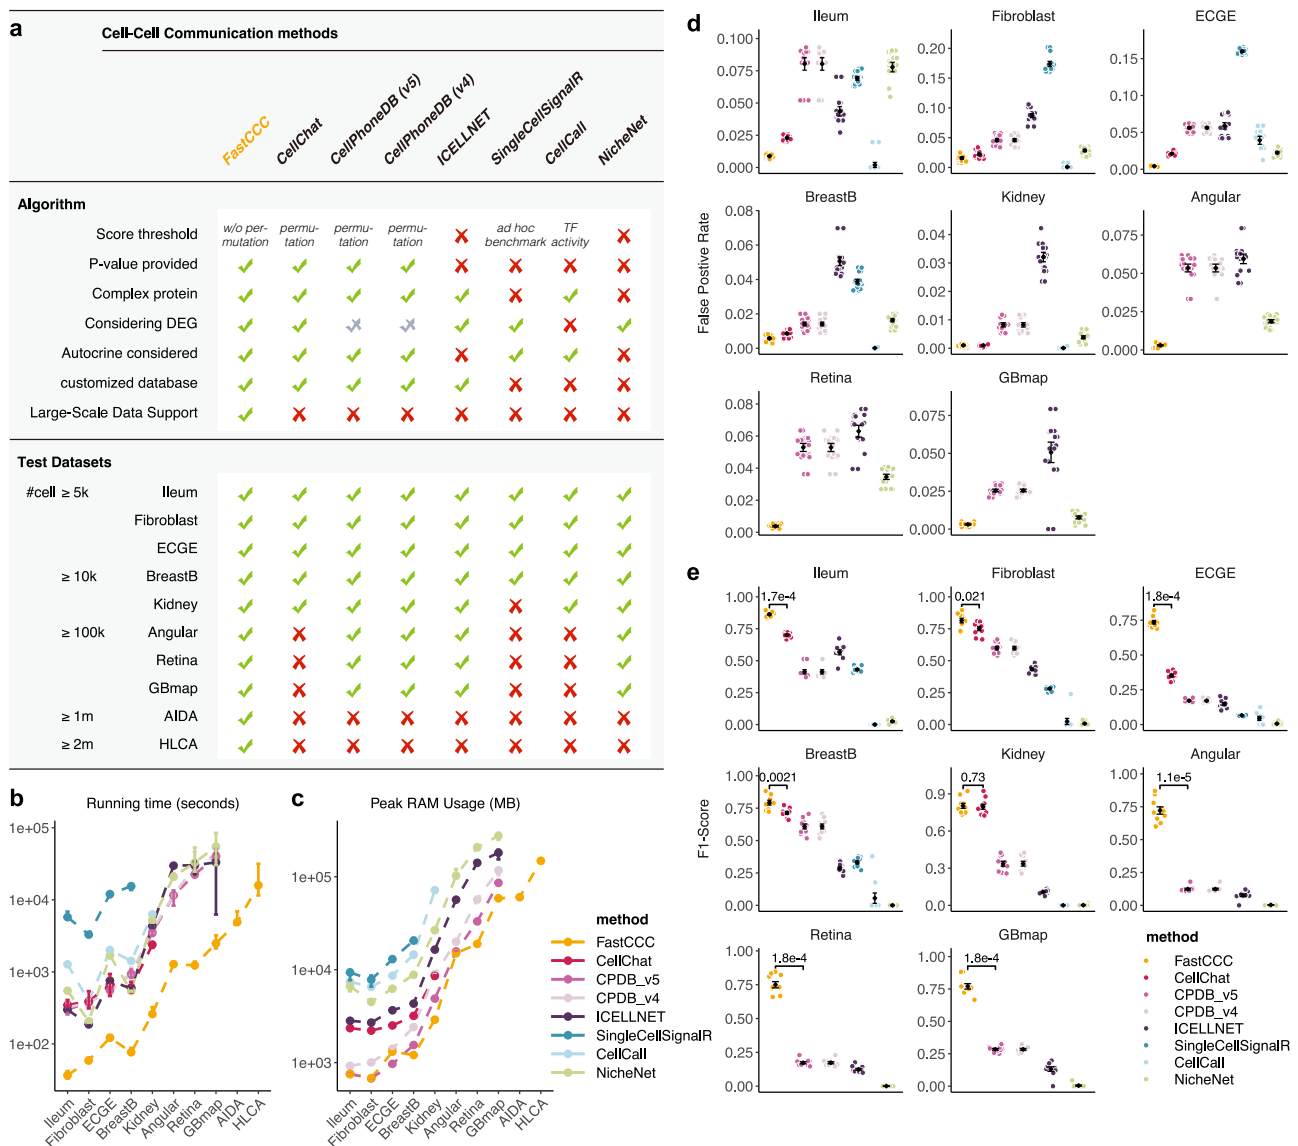 a
Cell-Cell Communication methods
FastCCC
CellChat
CellPhoneDB (v5)
CellPhoneDB (v4)
ICELLNET
SingleCellSignalR
CellCall
NicheNet
Algorithm
Score threshold
w/o per-
mutation
permu-
tation
permu-
tation
permu-
tation
ad hoc
benchmark
TF
activity
P-value provided
Complex protein
Considering DEG
Autocrine considered
customized database
Large-Scale Data Support
Test Datasets
#cell ≥ 5k Ileum
Fibroblast
ECGE
≥ 10k BreastB
Kidney
≥ 100k Angular
Retina
GBmap
≥ 1m AIDA
≥ 2m HLCA
b
Running time (seconds)
1e+05
1e+04
1e+03
1e+02
Ileum
Fibroblast
ECGE
BreastB
Kidney
Angular
Retina
GBmap
AIDA
HLCA
c
Peak RAM Usage (MB)
1e+05
1e+04
1e+03
Ileum
Fibroblast
ECGE
BreastB
Kidney
Angular
Retina
GBmap
AIDA
HLCA
method
FastCCC
CellChat
CPDB_v5
CPDB_v4
ICELLNET
SingleCellSignalR
CellCall
NicheNet
d
False Postive Rate
Ileum
0.100
0.075
0.050
0.025
0.000
Fibroblast
0.20
0.15
0.10
0.05
0.00
ECGE
0.15
0.10
0.05
0.00
BreastB
0.08
0.06
0.04
0.02
0.00
Kidney
0.04
0.03
0.02
0.01
0.00
Angular
0.075
0.050
0.025
0.000
Retina
0.08
0.06
0.04
0.02
0.00
GBmap
0.075
0.050
0.025
0.000
e
F1-Score
Ileum
1.00
0.75
0.50
0.25
0.00
1.7e-4
Fibroblast
1.00
0.75
0.50
0.25
0.00
0.021
ECGE
1.00
0.75
0.50
0.25
0.00
1.8e-4
BreastB
1.00
0.75
0.50
0.25
0.00
0.0021
Kidney
0.9
0.6
0.3
0.0
0.73
Angular
1.00
0.75
0.50
0.25
0.00
1.1e-5
Retina
1.00
0.75
0.50
0.25
0.00
1.8e-4
GBmap
1.00
0.75
0.50
0.25
0.00
1.8e-4
method
FastCCC
CellChat
CPDB_v5
CPDB_v4
ICELLNET
SingleCellSignalR
CellCall
NicheNet